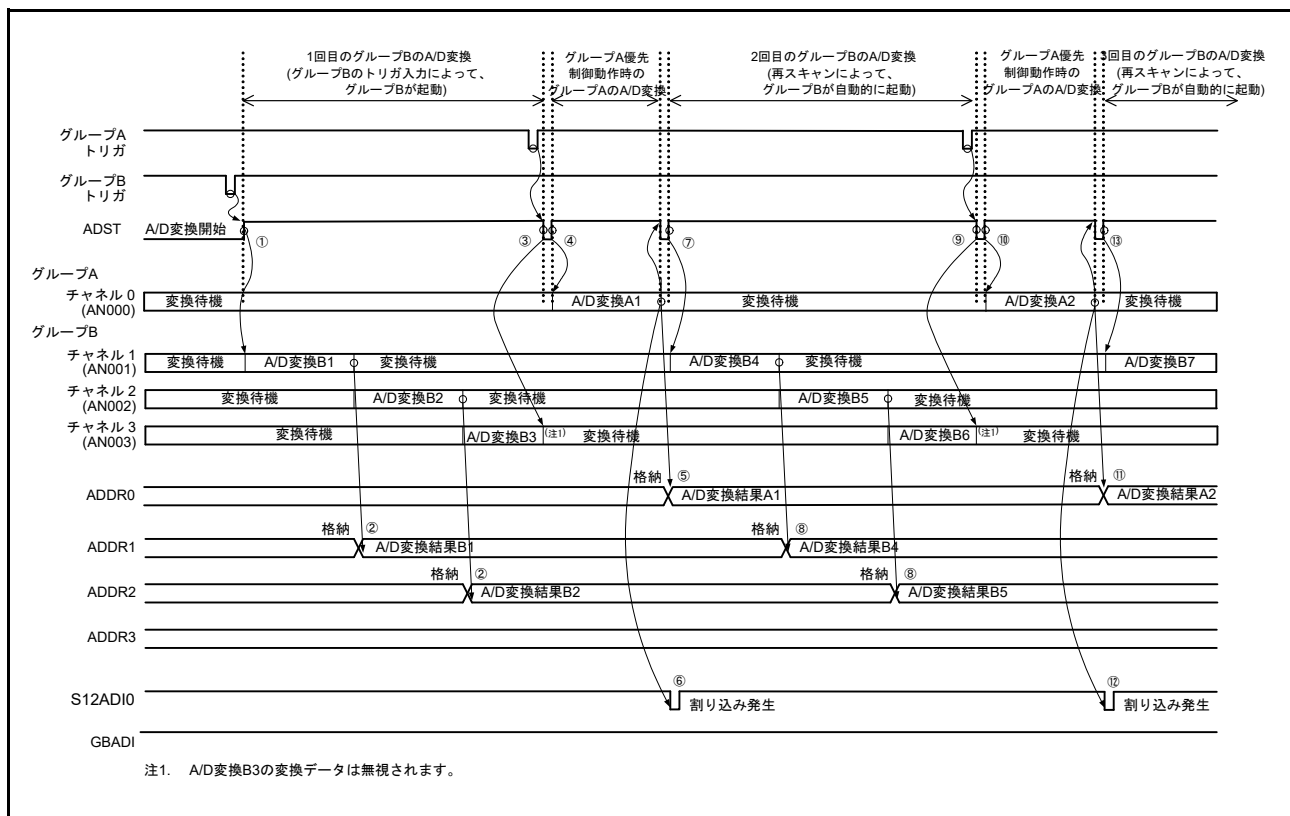 1回目のグループBのA/D変換
(グループBのトリガ入力によって、
グループBが起動)
グループA優先
制御動作時の
グループAのA/D変換
2回目のグループBのA/D変換
(再スキャンによって、
グループBが自動的に起動)
グループA優先
制御動作時の
グループAのA/D変換
3回目のグループBのA/D変換
(再スキャンによって、
グループBが自動的に起動)
グループA
トリガ
グループB
トリガ
ADST A/D変換開始 ① ③ ④ ⑦ ⑨ ⑩ ⑬
グループA
チャネル 0
(AN000)
変換待機 A/D変換A1 変換待機 A/D変換A2 変換待機
グループB
チャネル 1
(AN001)
変換待機 A/D変換B1 変換待機 A/D変換B4 変換待機 A/D変換B7
チャネル 2
(AN002)
変換待機 A/D変換B2 変換待機 A/D変換B5 変換待機
チャネル 3
(AN003)
変換待機 A/D変換B3 (注1) 変換待機 A/D変換B6 (注1) 変換待機
格納 ⑤ 格納 ⑪
ADDR0 A/D変換結果A1 A/D変換結果A2
格納 ② 格納 ⑧
ADDR1 A/D変換結果B1 A/D変換結果B4
格納 ② 格納 ⑧
ADDR2 A/D変換結果B2 A/D変換結果B5
ADDR3
S12ADI0 ⑥ 割り込み発生 ⑫ 割り込み発生
GBADI
注1. A/D変換B3の変換データは無視されます。